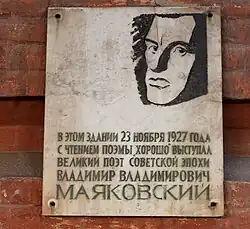 В ЭТОМ ЗДАНИИ 23 НОЯБРЯ 1927 ГОДА
С ЧТЕНИЕМ ПОЭМЫ „ХОРОШО” ВЫСТУПАЛ
ВЕЛИКИЙ ПОЭТ СОВЕТСКОЙ ЭПОХИ
ВЛАДИМИР ВЛАДИМИРОВИЧ
МАЯКОВСКИЙ